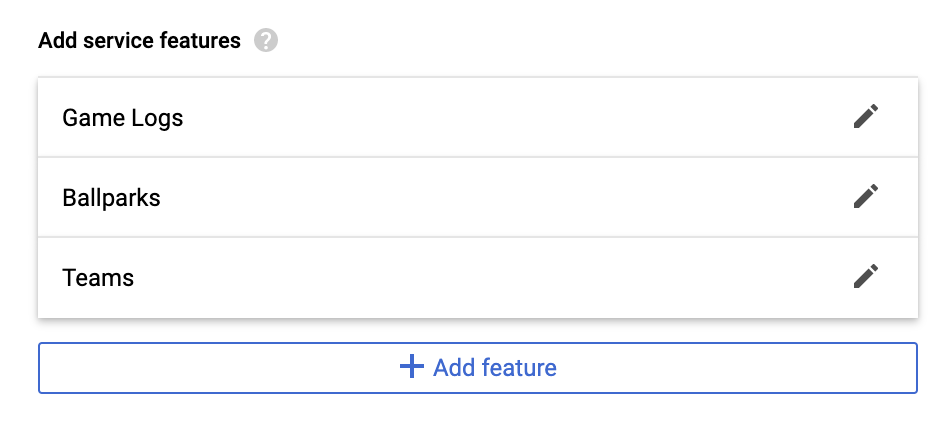 Add service features ?
Game Logs
Ballparks
Teams
+ Add feature